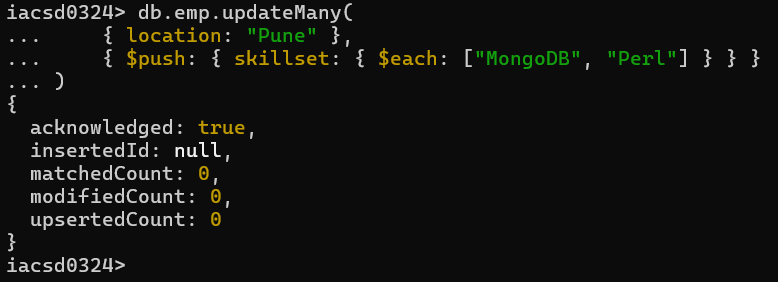 iacsd0324> db.emp.updateMany(
...     { location: "Pune" },
...     { $push: { skillset: { $each: ["MongoDB", "Perl"] } } }
... )
{
  acknowledged: true,
  insertedId: null,
  matchedCount: 0,
  modifiedCount: 0,
  upsertedCount: 0
}
iacsd0324>